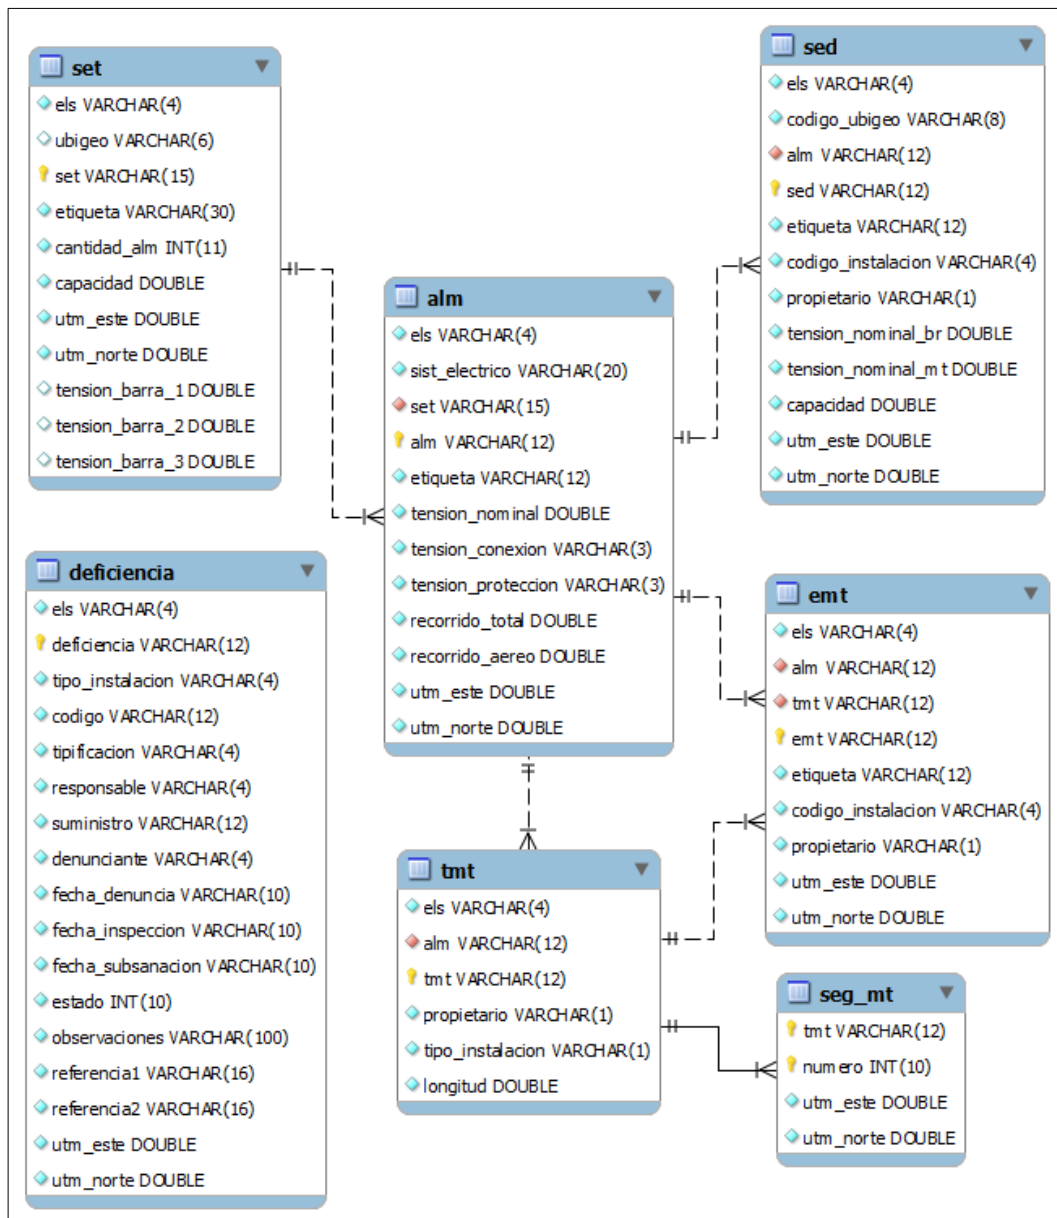 set
els VARCHAR(4)
ubigeo VARCHAR(6)
set VARCHAR(15)
etiqueta VARCHAR(30)
cantidad_alm INT(11)
capacidad DOUBLE
utm_este DOUBLE
utm_norte DOUBLE
tension_barra_1 DOUBLE
tension_barra_2 DOUBLE
tension_barra_3 DOUBLE
deficiencia
els VARCHAR(4)
deficiencia VARCHAR(12)
tipo_instalacion VARCHAR(4)
codigo VARCHAR(12)
tipificacion VARCHAR(4)
responsable VARCHAR(4)
suministro VARCHAR(12)
denunciante VARCHAR(4)
fecha_denuncia VARCHAR(10)
fecha_inspeccion VARCHAR(10)
fecha_subsanacion VARCHAR(10)
estado INT(10)
observaciones VARCHAR(100)
referencia1 VARCHAR(16)
referencia2 VARCHAR(16)
utm_este DOUBLE
utm_norte DOUBLE
alm
els VARCHAR(4)
sist_electrico VARCHAR(20)
set VARCHAR(15)
alm VARCHAR(12)
etiqueta VARCHAR(12)
tension_nominal DOUBLE
tension_conexion VARCHAR(3)
tension_proteccion VARCHAR(3)
recorrido_total DOUBLE
recorrido_aereo DOUBLE
utm_este DOUBLE
utm_norte DOUBLE
tmt
els VARCHAR(4)
alm VARCHAR(12)
tmt VARCHAR(12)
propietario VARCHAR(1)
tipo_instalacion VARCHAR(1)
longitud DOUBLE
sed
els VARCHAR(4)
codigo_ubigeo VARCHAR(8)
alm VARCHAR(12)
sed VARCHAR(12)
etiqueta VARCHAR(12)
codigo_instalacion VARCHAR(4)
propietario VARCHAR(1)
tension_nominal_br DOUBLE
tension_nominal_mt DOUBLE
capacidad DOUBLE
utm_este DOUBLE
utm_norte DOUBLE
emt
els VARCHAR(4)
alm VARCHAR(12)
tmt VARCHAR(12)
emt VARCHAR(12)
etiqueta VARCHAR(12)
codigo_instalacion VARCHAR(4)
propietario VARCHAR(1)
utm_este DOUBLE
utm_norte DOUBLE
seg_mt
tmt VARCHAR(12)
numero INT(10)
utm_este DOUBLE
utm_norte DOUBLE